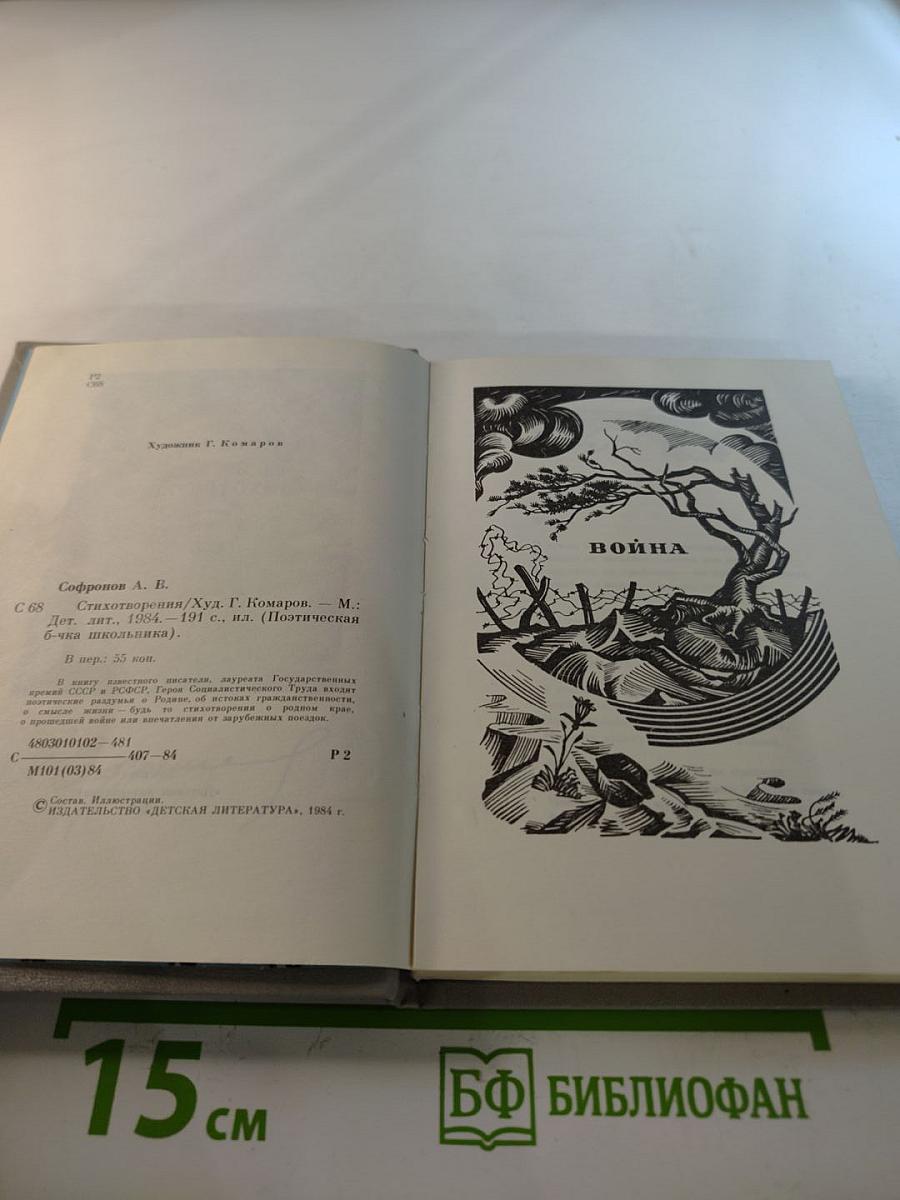 Р2
С68
Художник Г. Комаров
Софронов А. В.
С 68 Стихотворения/Худ. Г. Комаров. — М.:
Дет. лит., 1984.—191 с., ил. (Поэтическая
б-чка школьника).
В пер.: 55 коп.
В книгу известного писателя, лауреата Государственных
премий СССР и РСФСР, Героя Социалистического Труда входят
поэтические раздумья о Родине, об истоках гражданственности,
о смысле жизни — будь то стихотворения о родном крае,
о прошедшей войне или впечатления от зарубежных поездок.
4803010102—481
С 407—84 Р 2
М101(03)84
© Состав. Иллюстрации.
ИЗДАТЕЛЬСТВО «ДЕТСКАЯ ЛИТЕРАТУРА», 1984 г.
ВОЙНА
15 см
БФ БИБЛИОФАН